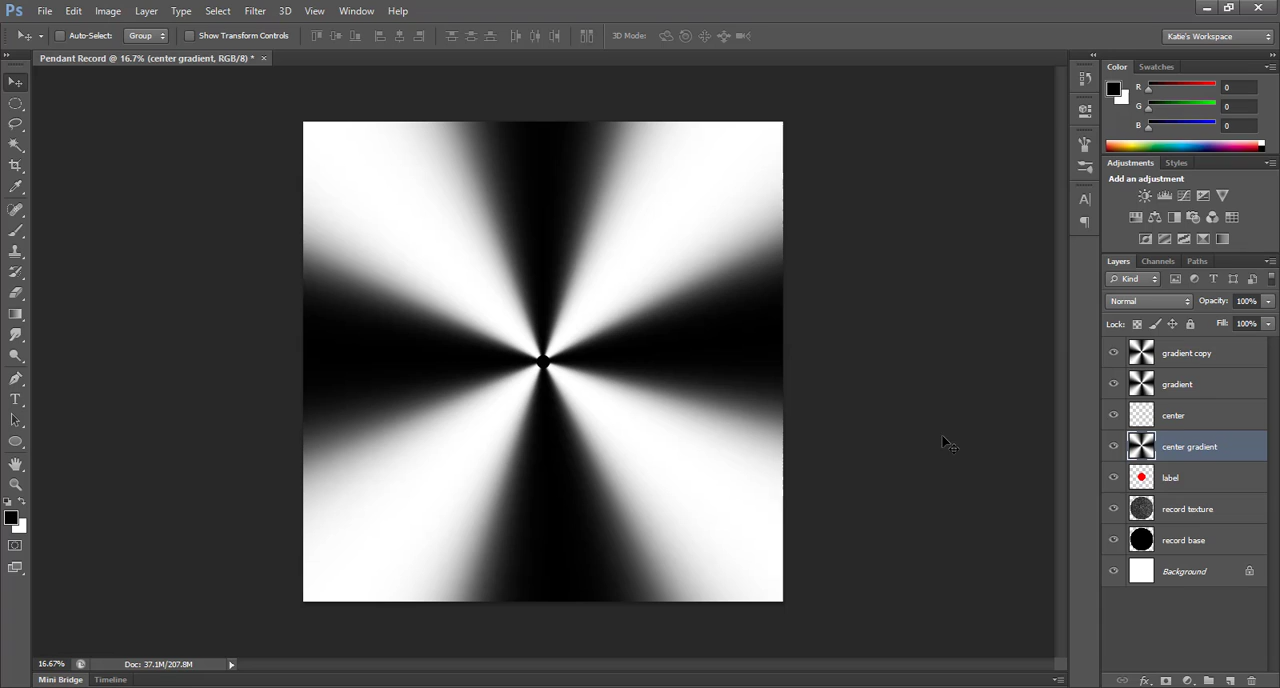 Ps File Edit Image Layer Type Select Filter 3D View Window Help
Auto-Select: Group Show Transform Controls 3D Mode: Katie's Workspace
Pendant Record @ 16.7% (center gradient, RGB/8) * ×
Color Swatches
R 0
G 0
B 0
Adjustments Styles
Add an adjustment
Layers Channels Paths
Kind T
Normal Opacity: 100%
Lock: Fill: 100%
gradient copy
gradient
center
center gradient
label
record texture
record base
Background
16.67% Doc: 37.1M/207.8M
fx
Mini Bridge Timeline